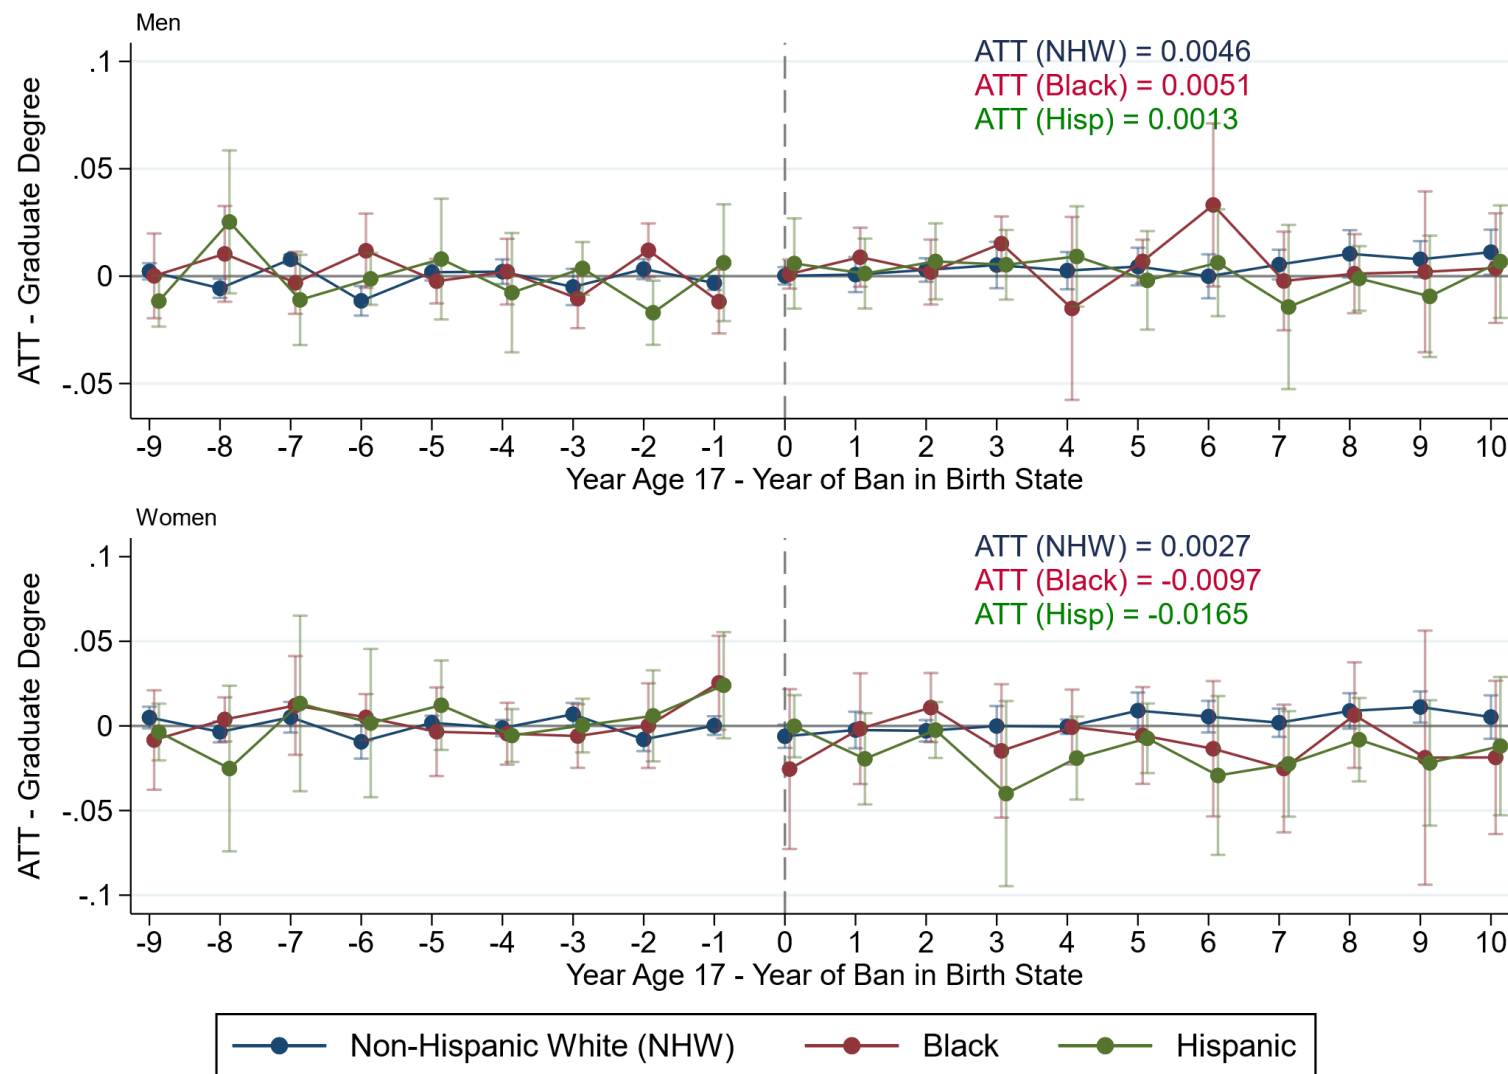 Men
ATT (NHW) = 0.0046
ATT (Black) = 0.0051
ATT (Hisp) = 0.0013
ATT - Graduate Degree
.1
.05
0
-.05
-9 -8 -7 -6 -5 -4 -3 -2 -1 0 1 2 3 4 5 6 7 8 9 10
Year Age 17 - Year of Ban in Birth State
Women
ATT (NHW) = 0.0027
ATT (Black) = -0.0097
ATT (Hisp) = -0.0165
ATT - Graduate Degree
.1
.05
0
-.05
-.1
-9 -8 -7 -6 -5 -4 -3 -2 -1 0 1 2 3 4 5 6 7 8 9 10
Year Age 17 - Year of Ban in Birth State
Non-Hispanic White (NHW) Black Hispanic